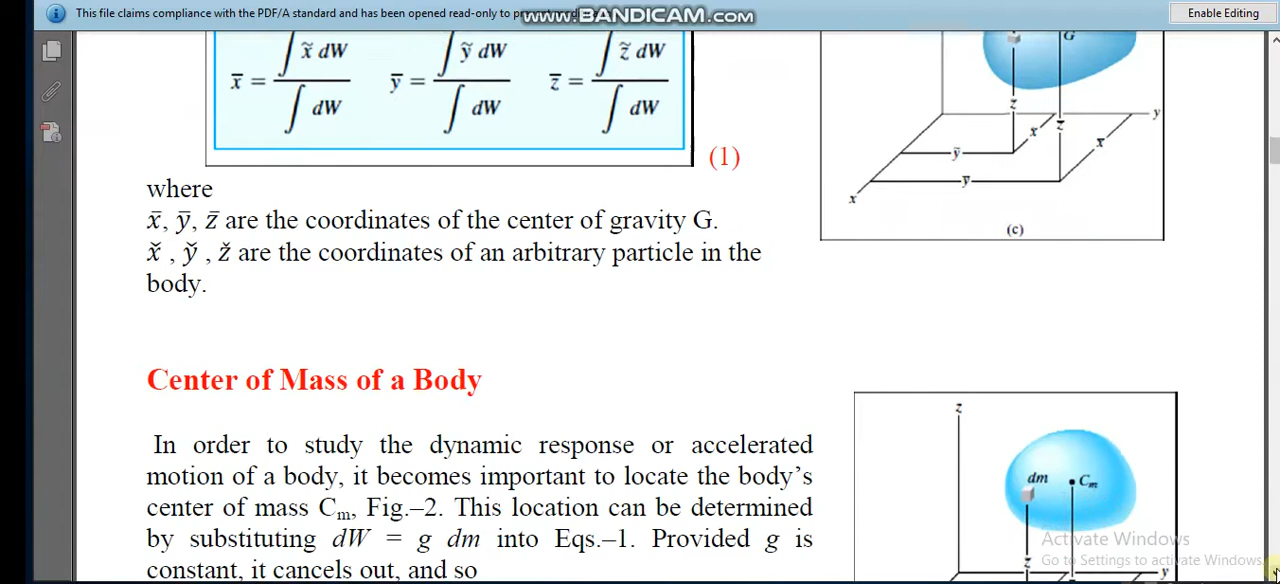 This file claims compliance with the PDF/A standard and has been opened read-only to pr
www.BANDICAM.com
Enable Editing
x̄ = ∫ x̃ dW / ∫ dW ȳ = ∫ ỹ dW / ∫ dW z̄ = ∫ z̃ dW / ∫ dW
(1)
where
x̄, ȳ, z̄ are the coordinates of the center of gravity G.
x̌ , y̌ , ž are the coordinates of an arbitrary particle in the
body.
G
z̃
z̄
y
x̃
x̄
ỹ
ȳ
x
(c)
Center of Mass of a Body
In order to study the dynamic response or accelerated
motion of a body, it becomes important to locate the body's
center of mass Cm, Fig.–2. This location can be determined
by substituting dW = g dm into Eqs.–1. Provided g is
constant, it cancels out, and so
z
dm
Cm
z̃
y
Activate Windows
Go to Settings to activate Windows.